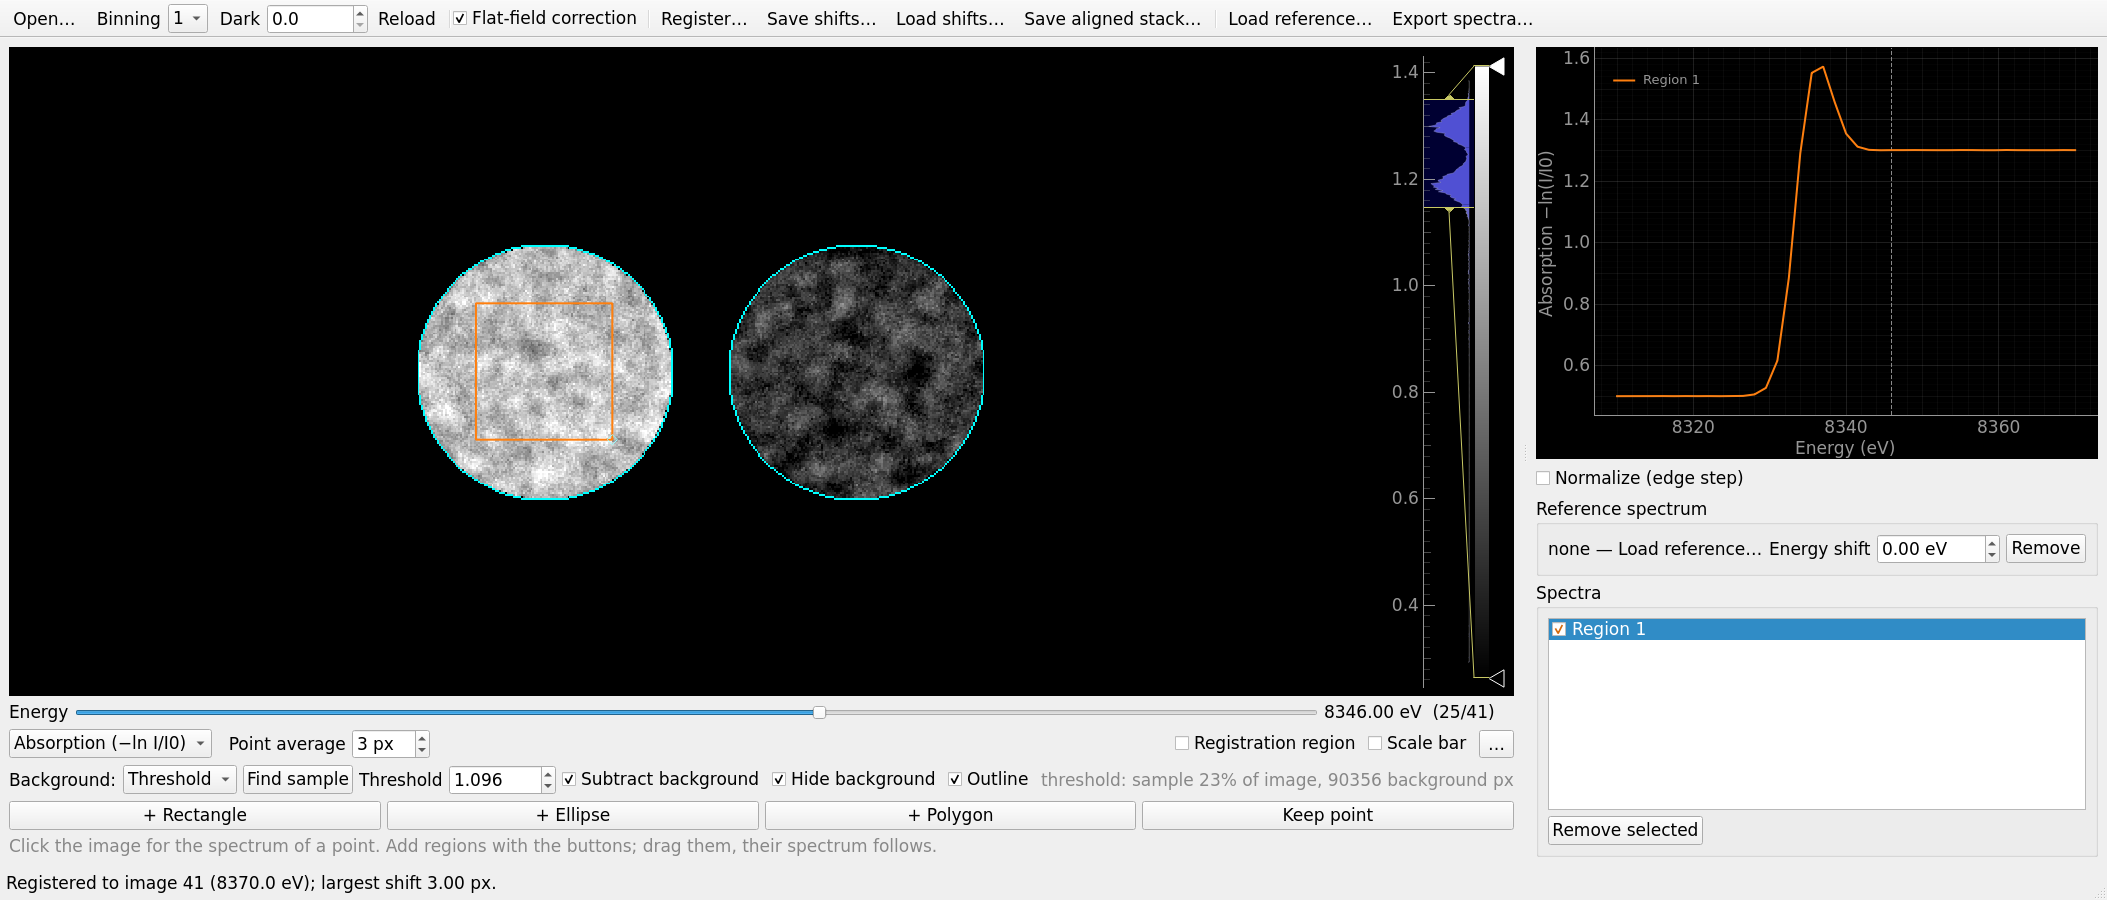 Open... Binning 1 Dark 0.0 Reload Flat-field correction Register... Save shifts... Load shifts... Save aligned stack... Load reference... Export spectra...
1.4
1.2
1.0
0.8
0.6
0.4
1.6
1.4
1.2
1.0
0.8
0.6
Region 1
Absorption −ln(I/I0)
8320 8340 8360
Energy (eV)
Normalize (edge step)
Reference spectrum
none — Load reference... Energy shift 0.00 eV Remove
Spectra
Region 1
Remove selected
Energy 8346.00 eV (25/41)
Absorption (−ln I/I0) Point average 3 px Registration region Scale bar ...
Background: Threshold Find sample Threshold 1.096 Subtract background Hide background Outline threshold: sample 23% of image, 90356 background px
+ Rectangle + Ellipse + Polygon Keep point
Click the image for the spectrum of a point. Add regions with the buttons; drag them, their spectrum follows.
Registered to image 41 (8370.0 eV); largest shift 3.00 px.